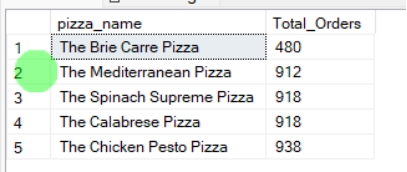 pizza_name Total_Orders
1 The Brie Carre Pizza 480
2 The Mediterranean Pizza 912
3 The Spinach Supreme Pizza 918
4 The Calabrese Pizza 918
5 The Chicken Pesto Pizza 938